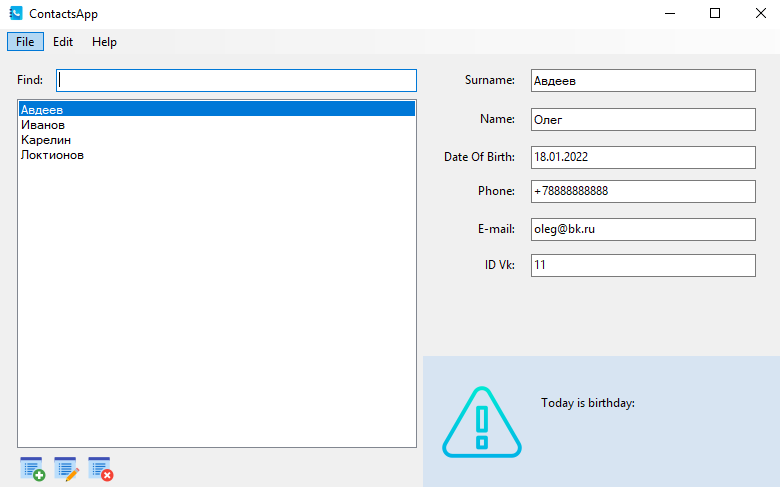 ContactsApp
File Edit Help
Find:
Авдеев
Иванов
Карелин
Локтионов
Surname: Авдеев
Name: Олег
Date Of Birth: 18.01.2022
Phone: +78888888888
E-mail: oleg@bk.ru
ID Vk: 11
Today is birthday: